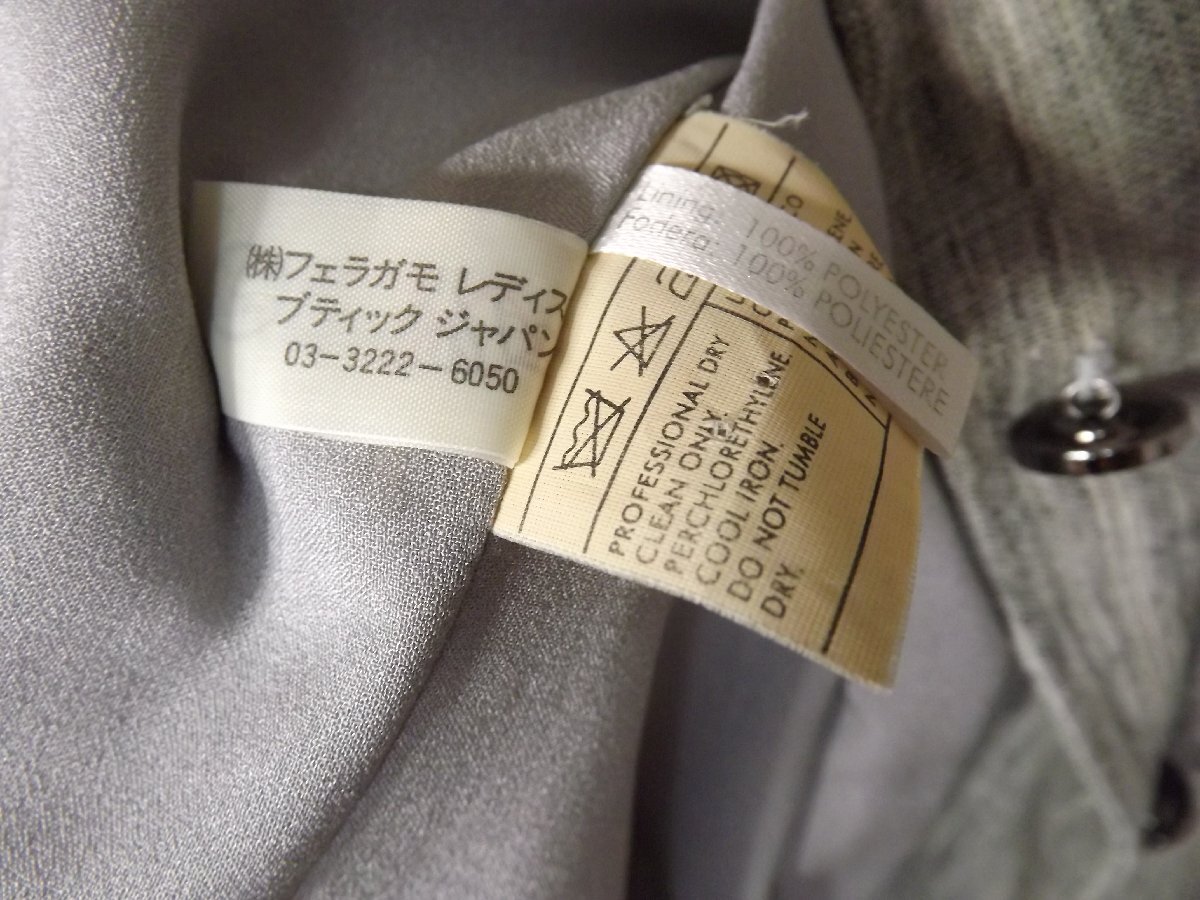 (株)フェラガモ レディス
ブティック ジャパン
03-3222-6050
Lining: 100% POLYESTER
Fodera: 100% POLIESTERE
PROFESSIONAL DRY
CLEAN ONLY.
PERCHLORETHYLENE.
COOL IRON.
DO NOT TUMBLE
DRY.